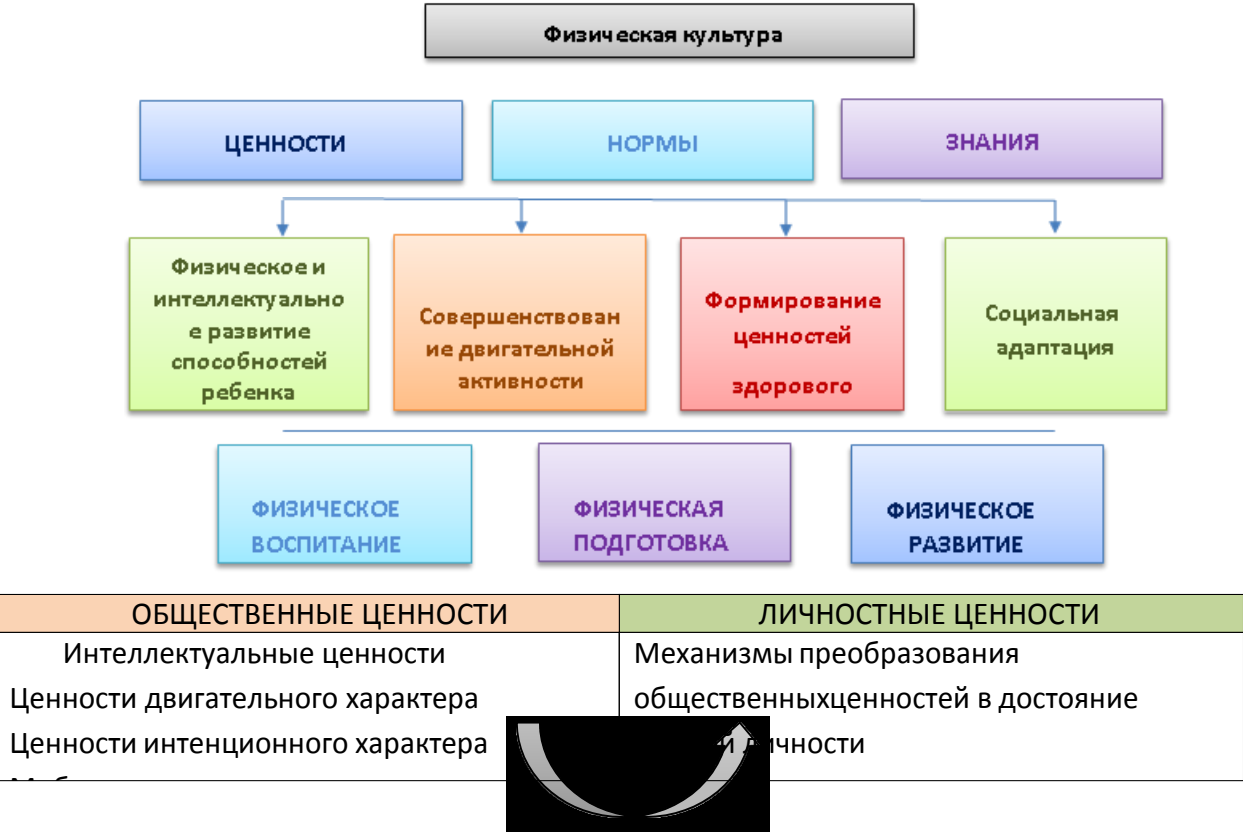 Физическая культура
ЦЕННОСТИ
НОРМЫ
ЗНАНИЯ
Физическое и
интеллектуально
е развитие
способностей
ребенка
Совершенствован
ие двигательной
активности
Формирование
ценностей
здорового
Социальная
адаптация
ФИЗИЧЕСКОЕ
ВОСПИТАНИЕ
ФИЗИЧЕСКАЯ
ПОДГОТОВКА
ФИЗИЧЕСКОЕ
РАЗВИТИЕ
ОБЩЕСТВЕННЫЕ ЦЕННОСТИ
ЛИЧНОСТНЫЕ ЦЕННОСТИ
Интеллектуальные ценности
Ценности двигательного характера
Ценности интенционного характера
Механизмы преобразования
общественныхценностей в достояние
личности